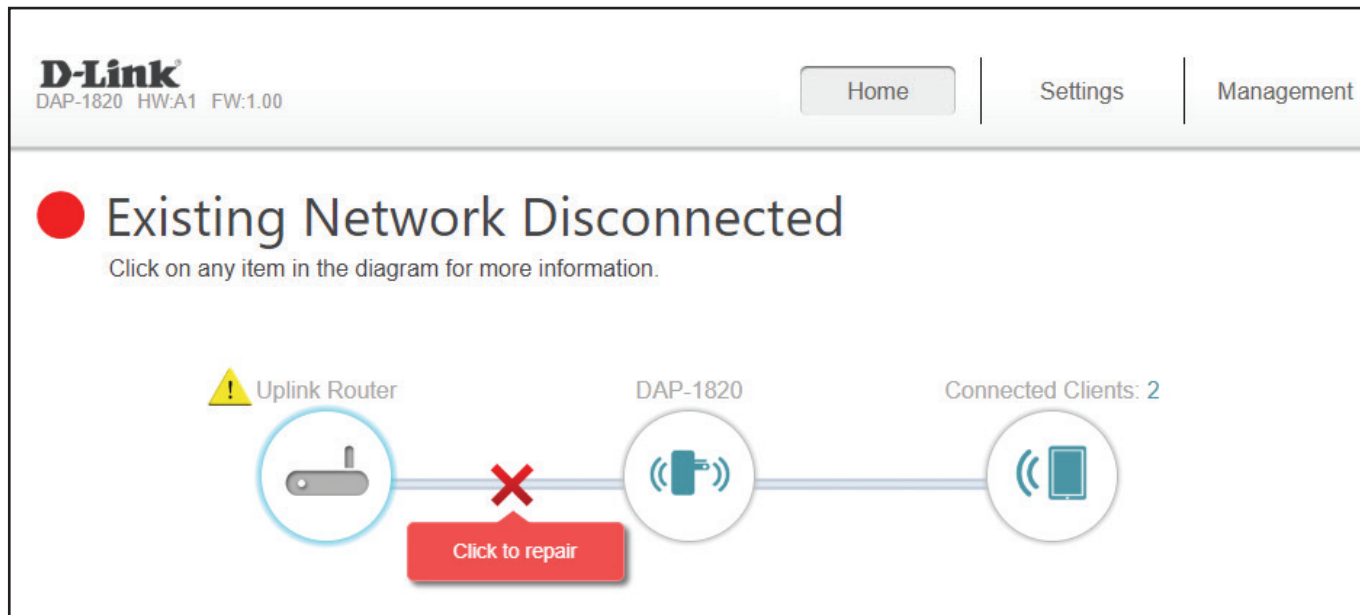 D-Link
DAP-1820 HW:A1 FW:1.00
Home
Settings
Management
Existing Network Disconnected
Click on any item in the diagram for more information.
! Uplink Router
DAP-1820
Connected Clients: 2
Click to repair